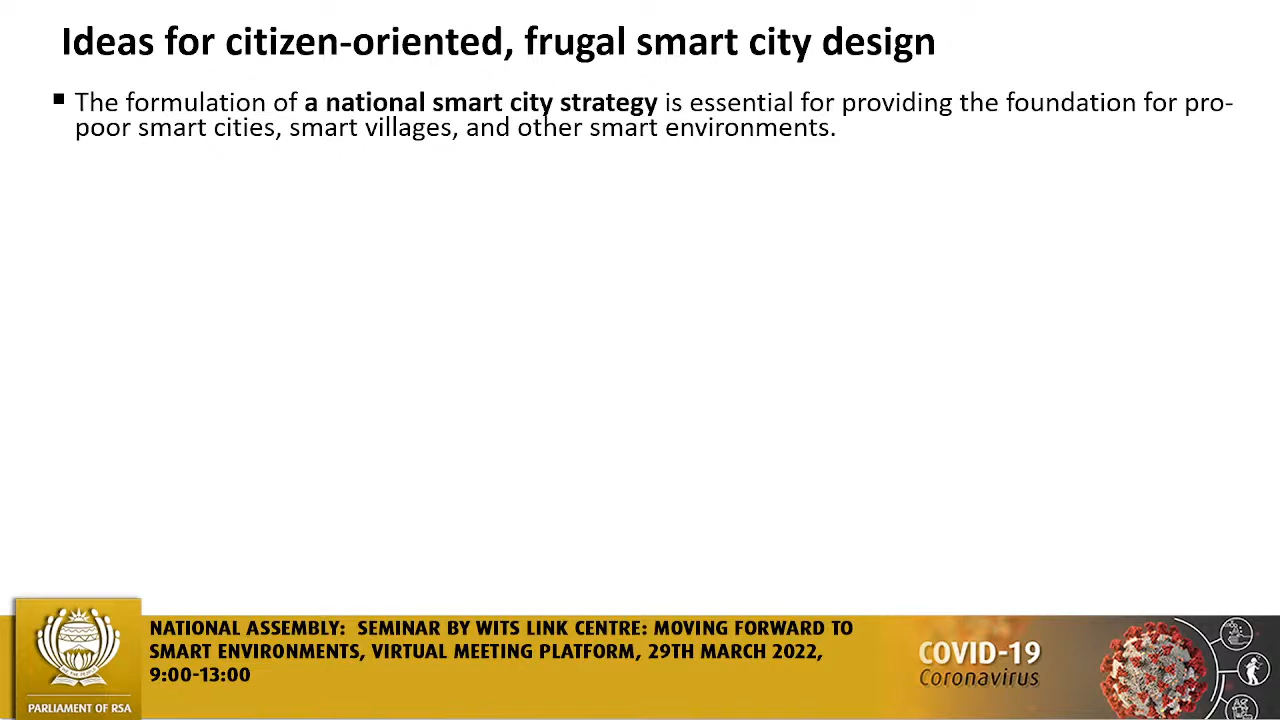 Ideas for citizen-oriented, frugal smart city design
▪ The formulation of a national smart city strategy is essential for providing the foundation for pro-
poor smart cities, smart villages, and other smart environments.
NATIONAL ASSEMBLY: SEMINAR BY WITS LINK CENTRE: MOVING FORWARD TO
SMART ENVIRONMENTS, VIRTUAL MEETING PLATFORM, 29TH MARCH 2022,
9:00-13:00
PARLIAMENT OF RSA
COVID-19
Coronavirus